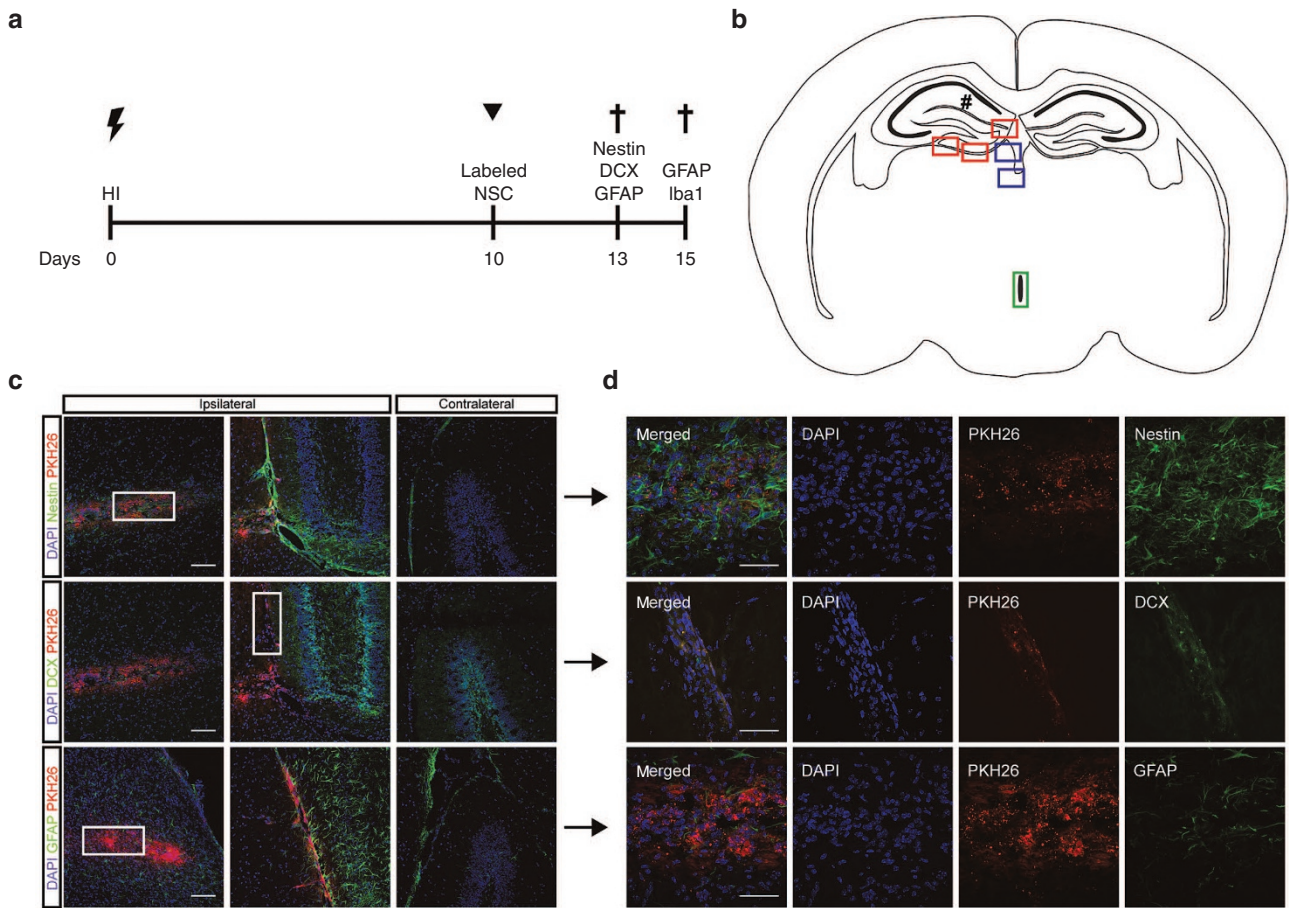 a
HI
Labeled
NSC
Nestin
DCX
GFAP
GFAP
Iba1
Days
0
10
13
15
b
#
c
Ipsilateral
Contralateral
DAPI Nestin PKH26
DAPI DCX PKH26
DAPI GFAP PKH26
d
Merged
DAPI
PKH26
Nestin
Merged
DAPI
PKH26
DCX
Merged
DAPI
PKH26
GFAP